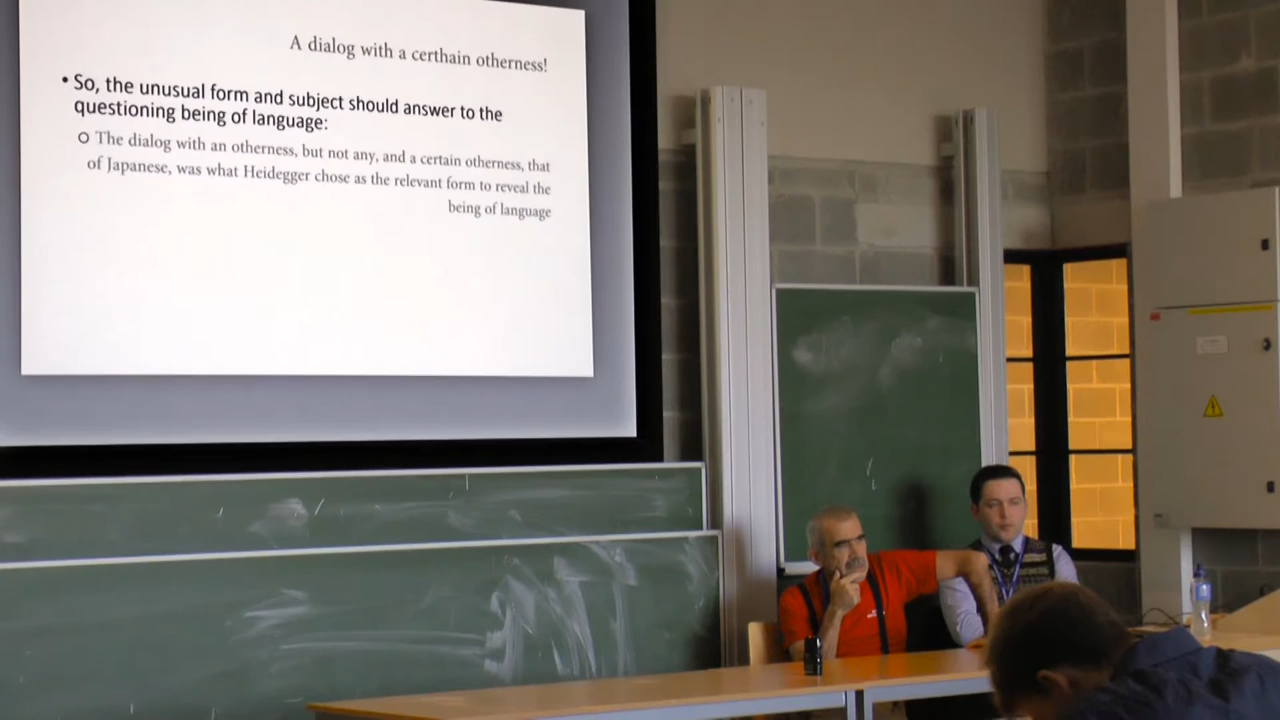 A dialog with a certhain otherness!
• So, the unusual form and subject should answer to the
questioning being of language:
o The dialog with an otherness, but not any, and a certain otherness, that
of Japanese, was what Heidegger chose as the relevant form to reveal the
being of language